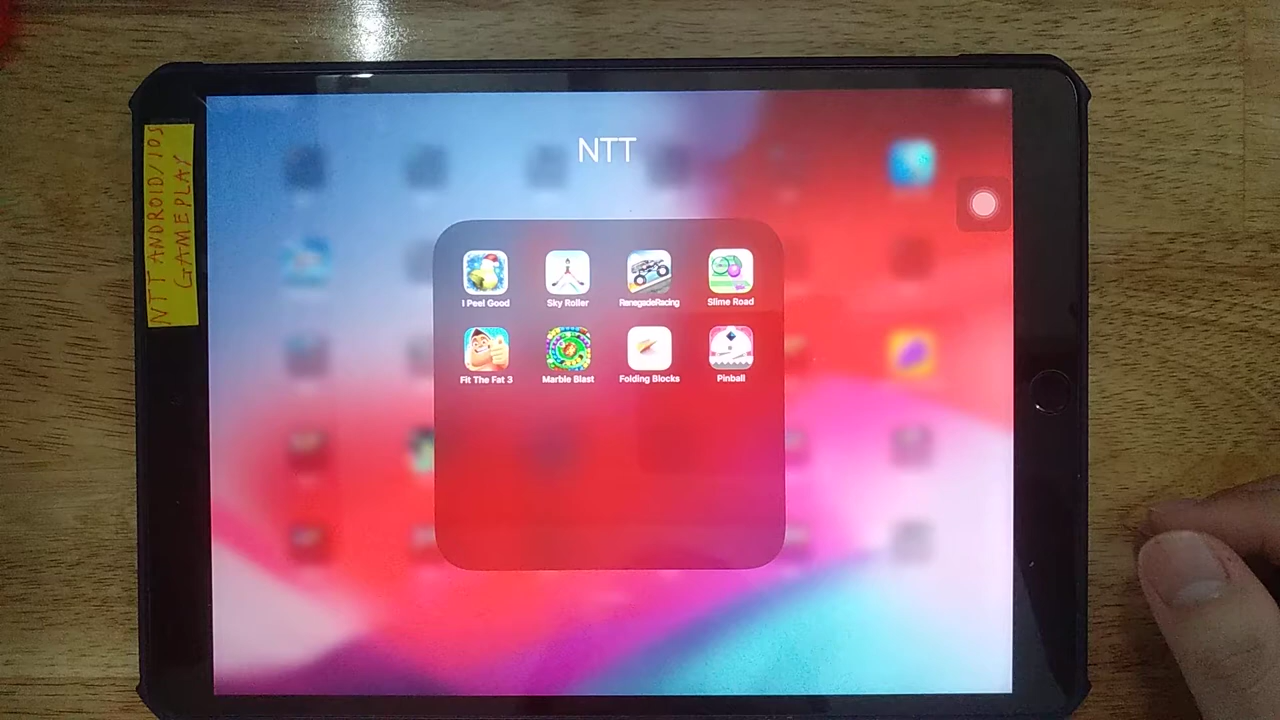 NTT ANDROID/IOS
GAMEPLAY
NTT
I Peel Good
Sky Roller
RenegadeRacing
Slime Road
Fit The Fat 3
Marble Blast
Folding Blocks
Pinball